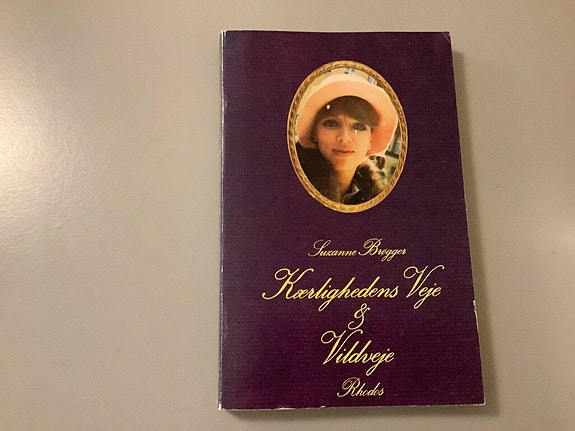 Suzanne Brøgger
Kærlighedens Veje
&
Vildveje
Rhodos